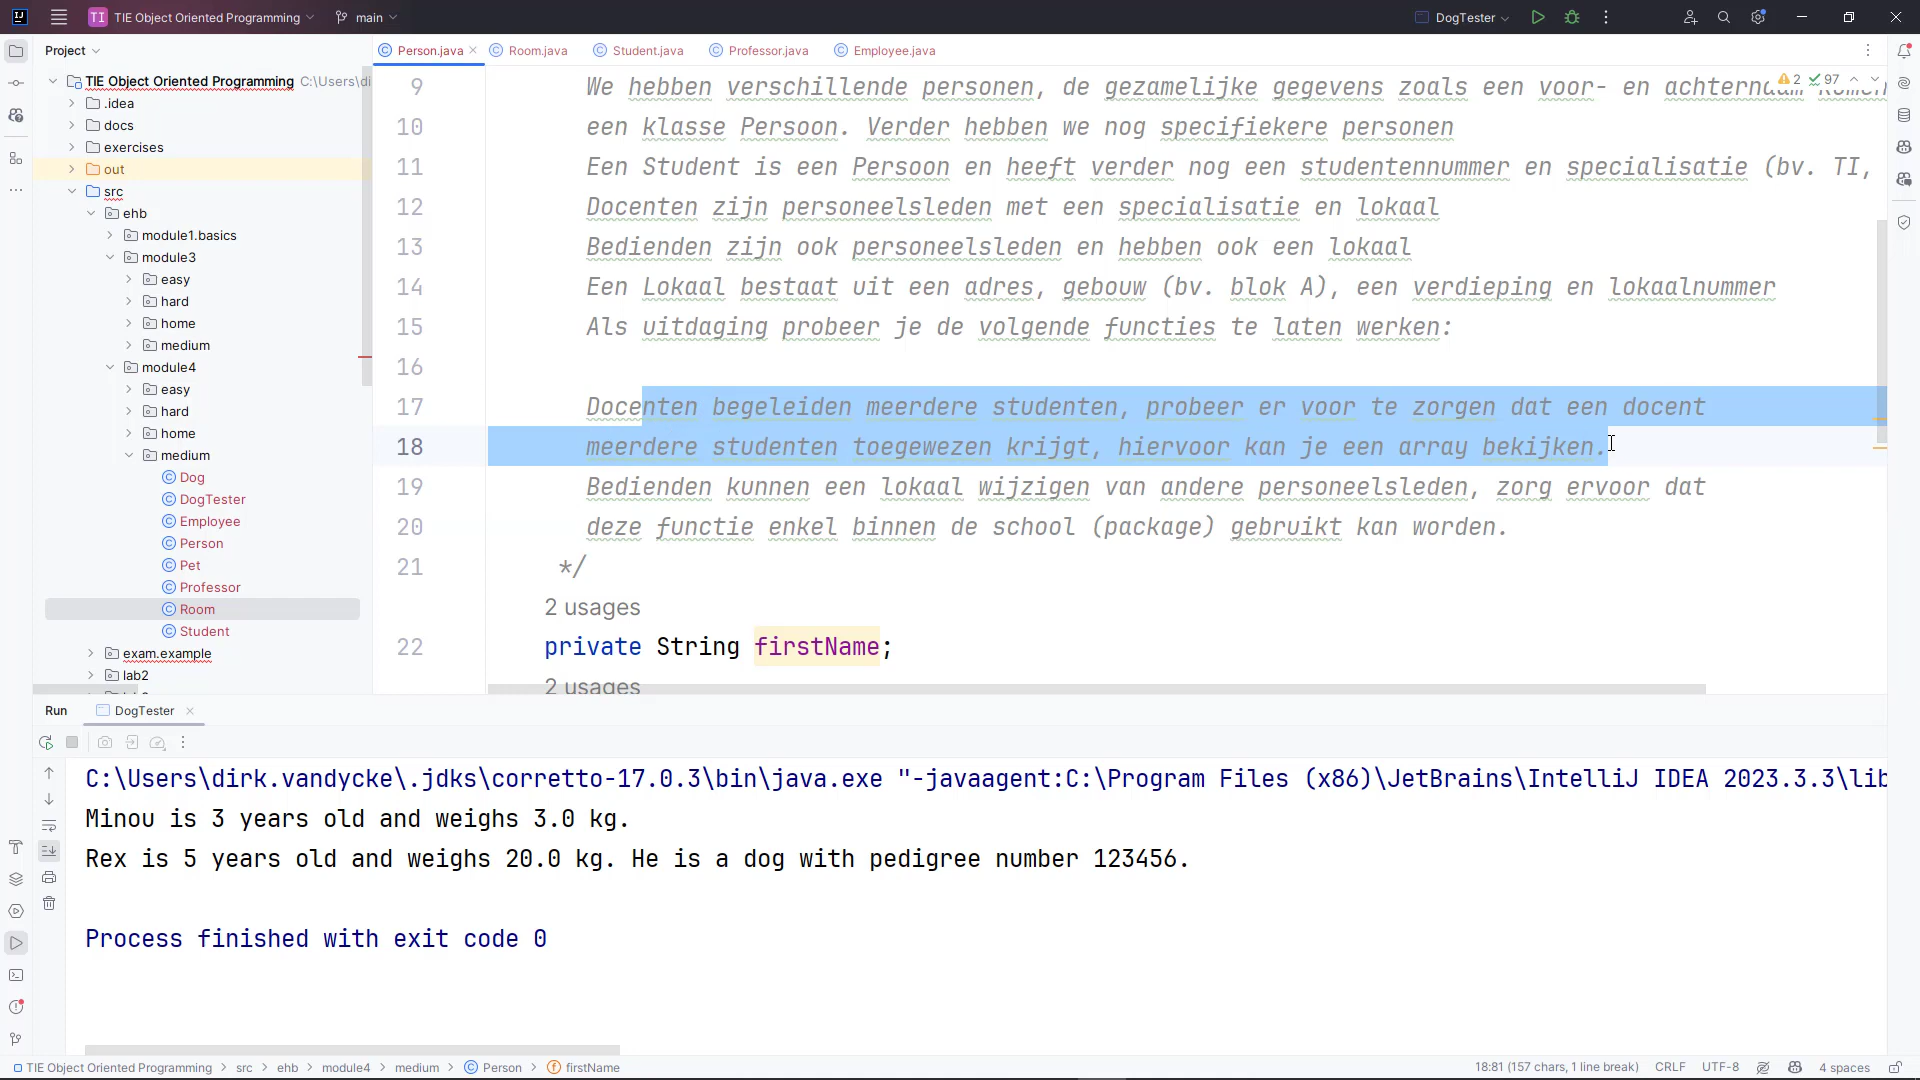 TI TIE Object Oriented Programming main DogTester
Project
Person.java Room.java Student.java Professor.java Employee.java
TIE Object Oriented Programming C:\Users\di
.idea
docs
exercises
out
src
ehb
module1.basics
module3
easy
hard
home
medium
module4
easy
hard
home
medium
Dog
DogTester
Employee
Person
Pet
Professor
Room
Student
exam.example
lab2
2 97
9 We hebben verschillende personen, de gezamelijke gegevens zoals een voor- en achternaam komen
10 een klasse Persoon. Verder hebben we nog specifiekere personen
11 Een Student is een Persoon en heeft verder nog een studentennummer en specialisatie (bv. TI,
12 Docenten zijn personeelsleden met een specialisatie en lokaal
13 Bedienden zijn ook personeelsleden en hebben ook een lokaal
14 Een Lokaal bestaat uit een adres, gebouw (bv. blok A), een verdieping en lokaalnummer
15 Als uitdaging probeer je de volgende functies te laten werken:
16
17 Docenten begeleiden meerdere studenten, probeer er voor te zorgen dat een docent
18 meerdere studenten toegewezen krijgt, hiervoor kan je een array bekijken.
19 Bedienden kunnen een lokaal wijzigen van andere personeelsleden, zorg ervoor dat
20 deze functie enkel binnen de school (package) gebruikt kan worden.
21 */
2 usages
22 private String firstName;
2 usages
Run DogTester
C:\Users\dirk.vandycke\.jdks\corretto-17.0.3\bin\java.exe "-javaagent:C:\Program Files (x86)\JetBrains\IntelliJ IDEA 2023.3.3\lib
Minou is 3 years old and weighs 3.0 kg.
Rex is 5 years old and weighs 20.0 kg. He is a dog with pedigree number 123456.
Process finished with exit code 0
TIE Object Oriented Programming > src > ehb > module4 > medium > Person > firstName 18:81 (157 chars, 1 line break) CRLF UTF-8 4 spaces